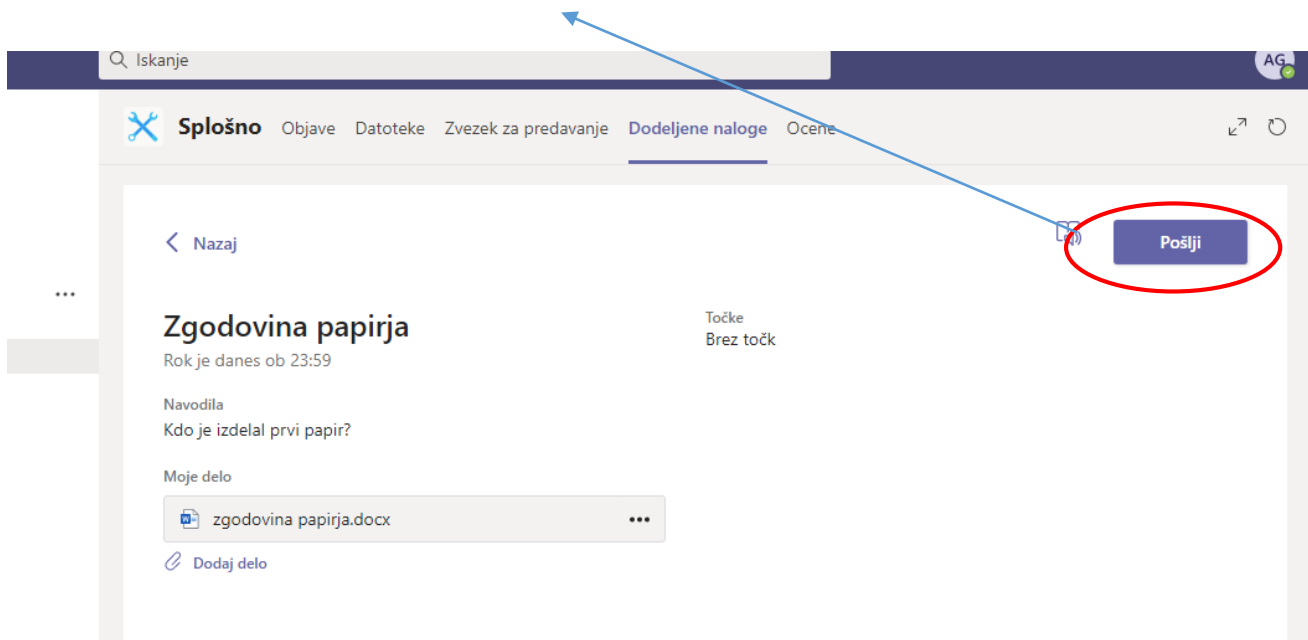 Iskanje
AG
Splošno Objave Datoteke Zvezek za predavanje Dodeljene naloge Ocene
Nazaj
Pošlji
Zgodovina papirja
Rok je danes ob 23:59
Točke
Brez točk
Navodila
Kdo je izdelal prvi papir?
Moje delo
zgodovina papirja.docx
Dodaj delo